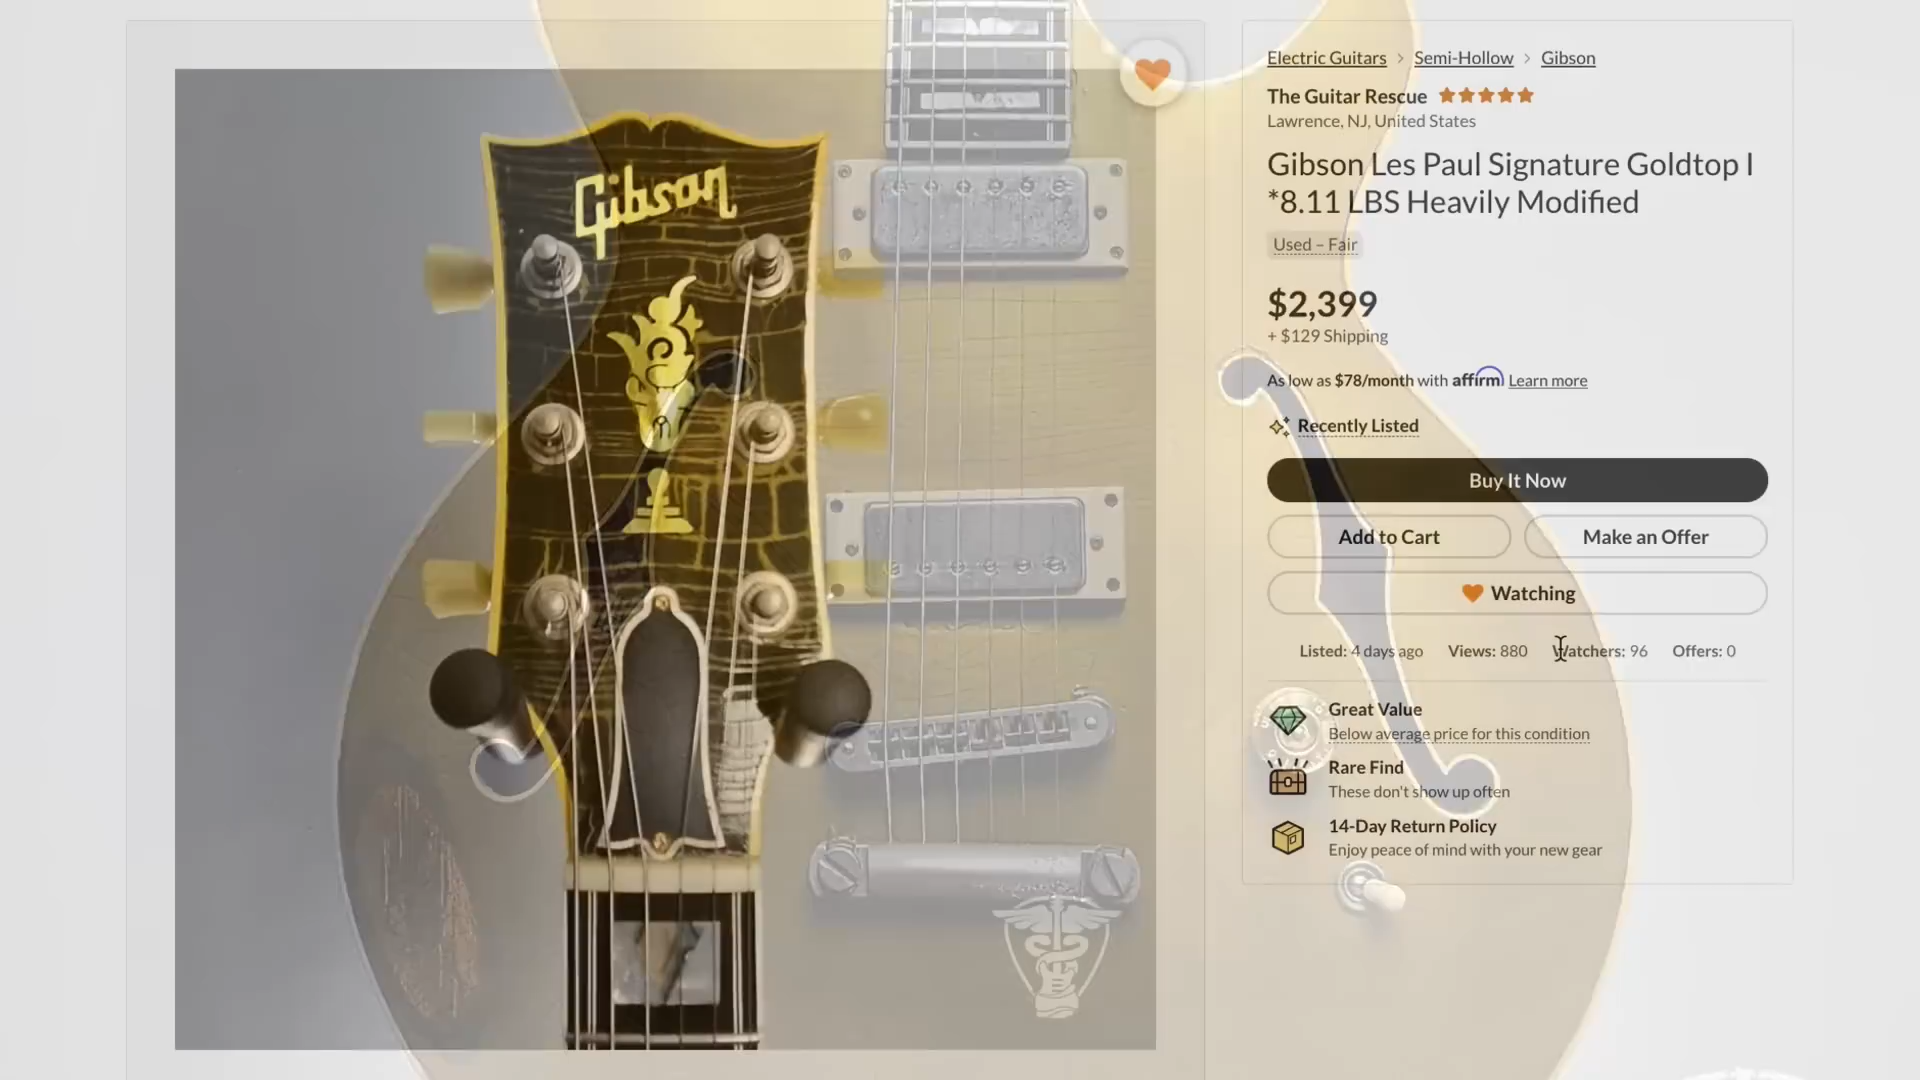 Gibson
Electric Guitars > Semi-Hollow > Gibson
The Guitar Rescue
Lawrence, NJ, United States
Gibson Les Paul Signature Goldtop I
*8.11 LBS Heavily Modified
Used – Fair
$2,399
+ $129 Shipping
As low as $78/month with affirm Learn more
Recently Listed
Buy It Now
Add to Cart
Make an Offer
Watching
Listed: 4 days ago Views: 880 Watchers: 96 Offers: 0
Great Value
Below average price for this condition
Rare Find
These don't show up often
14-Day Return Policy
Enjoy peace of mind with your new gear